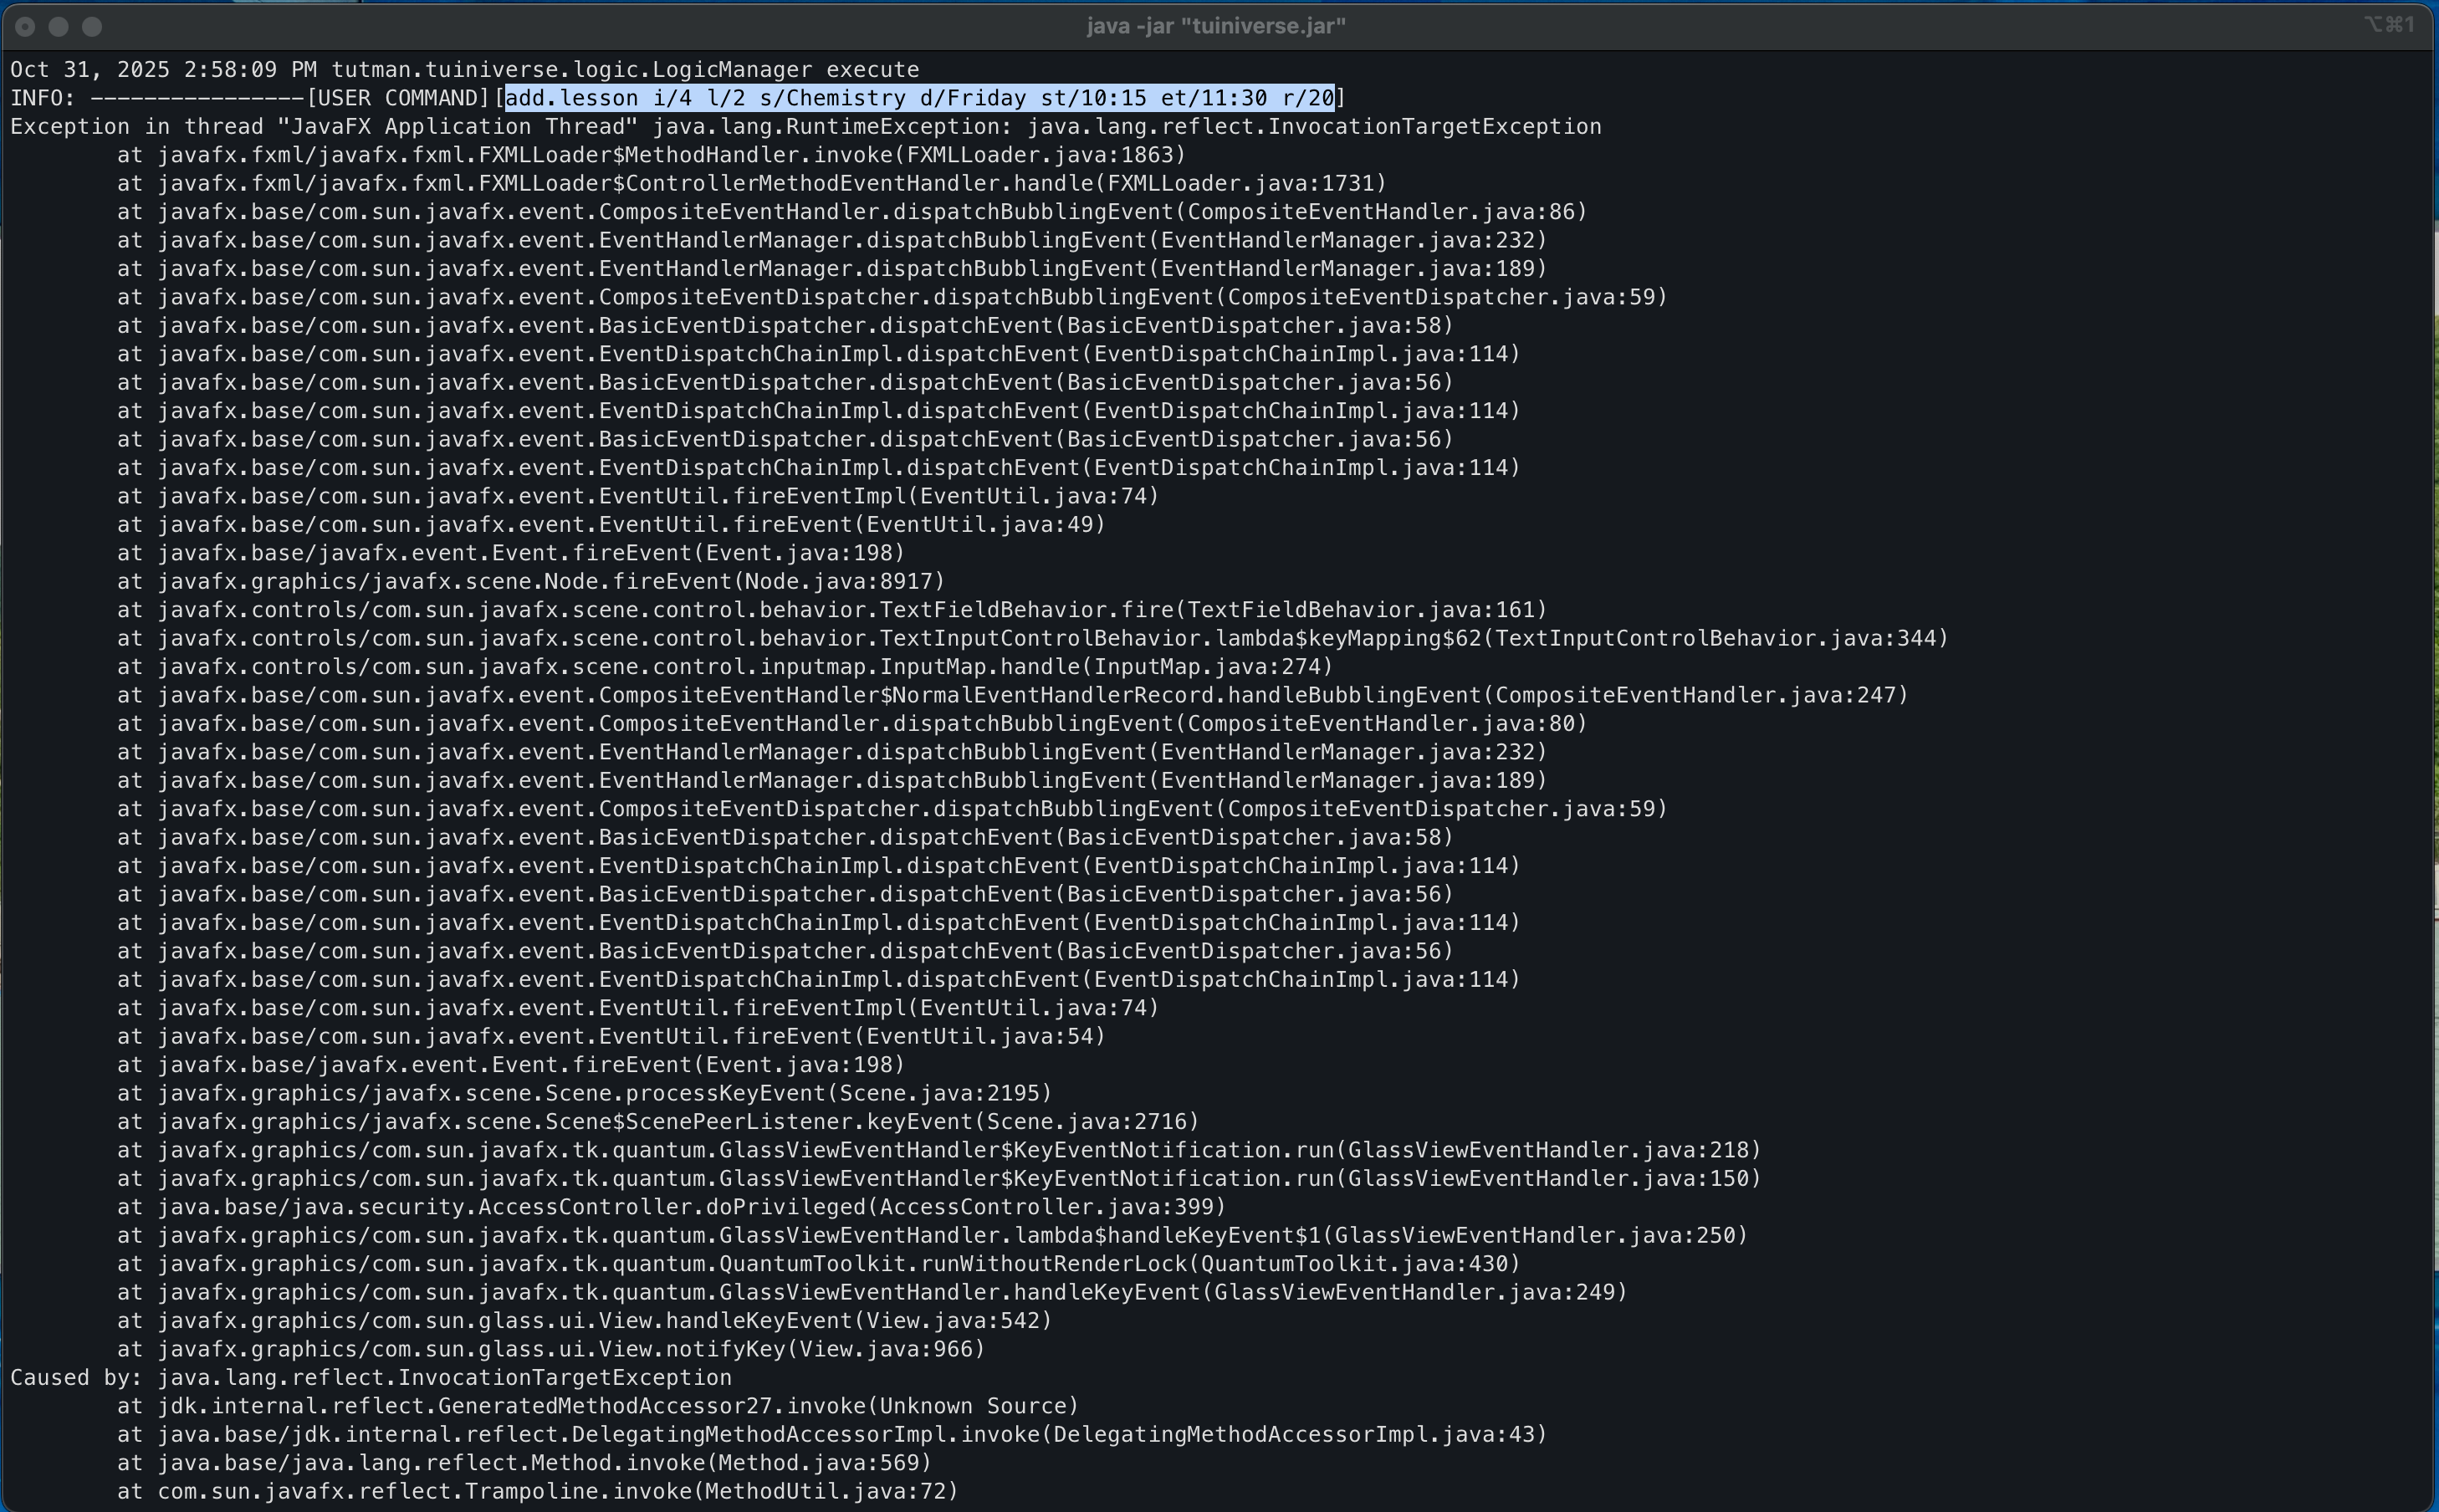 java -jar "tuiniverse.jar"
⌥⌘1
Oct 31, 2025 2:58:09 PM tutman.tuiniverse.logic.LogicManager execute
INFO: ----------------[USER COMMAND][add.lesson i/4 l/2 s/Chemistry d/Friday st/10:15 et/11:30 r/20]
Exception in thread "JavaFX Application Thread" java.lang.RuntimeException: java.lang.reflect.InvocationTargetException
at javafx.fxml/javafx.fxml.FXMLLoader$MethodHandler.invoke(FXMLLoader.java:1863)
at javafx.fxml/javafx.fxml.FXMLLoader$ControllerMethodEventHandler.handle(FXMLLoader.java:1731)
at javafx.base/com.sun.javafx.event.CompositeEventHandler.dispatchBubblingEvent(CompositeEventHandler.java:86)
at javafx.base/com.sun.javafx.event.EventHandlerManager.dispatchBubblingEvent(EventHandlerManager.java:232)
at javafx.base/com.sun.javafx.event.EventHandlerManager.dispatchBubblingEvent(EventHandlerManager.java:189)
at javafx.base/com.sun.javafx.event.CompositeEventDispatcher.dispatchBubblingEvent(CompositeEventDispatcher.java:59)
at javafx.base/com.sun.javafx.event.BasicEventDispatcher.dispatchEvent(BasicEventDispatcher.java:58)
at javafx.base/com.sun.javafx.event.EventDispatchChainImpl.dispatchEvent(EventDispatchChainImpl.java:114)
at javafx.base/com.sun.javafx.event.BasicEventDispatcher.dispatchEvent(BasicEventDispatcher.java:56)
at javafx.base/com.sun.javafx.event.EventDispatchChainImpl.dispatchEvent(EventDispatchChainImpl.java:114)
at javafx.base/com.sun.javafx.event.BasicEventDispatcher.dispatchEvent(BasicEventDispatcher.java:56)
at javafx.base/com.sun.javafx.event.EventDispatchChainImpl.dispatchEvent(EventDispatchChainImpl.java:114)
at javafx.base/com.sun.javafx.event.EventUtil.fireEventImpl(EventUtil.java:74)
at javafx.base/com.sun.javafx.event.EventUtil.fireEvent(EventUtil.java:49)
at javafx.base/javafx.event.Event.fireEvent(Event.java:198)
at javafx.graphics/javafx.scene.Node.fireEvent(Node.java:8917)
at javafx.controls/com.sun.javafx.scene.control.behavior.TextFieldBehavior.fire(TextFieldBehavior.java:161)
at javafx.controls/com.sun.javafx.scene.control.behavior.TextInputControlBehavior.lambda$keyMapping$62(TextInputControlBehavior.java:344)
at javafx.controls/com.sun.javafx.scene.control.inputmap.InputMap.handle(InputMap.java:274)
at javafx.base/com.sun.javafx.event.CompositeEventHandler$NormalEventHandlerRecord.handleBubblingEvent(CompositeEventHandler.java:247)
at javafx.base/com.sun.javafx.event.CompositeEventHandler.dispatchBubblingEvent(CompositeEventHandler.java:80)
at javafx.base/com.sun.javafx.event.EventHandlerManager.dispatchBubblingEvent(EventHandlerManager.java:232)
at javafx.base/com.sun.javafx.event.EventHandlerManager.dispatchBubblingEvent(EventHandlerManager.java:189)
at javafx.base/com.sun.javafx.event.CompositeEventDispatcher.dispatchBubblingEvent(CompositeEventDispatcher.java:59)
at javafx.base/com.sun.javafx.event.BasicEventDispatcher.dispatchEvent(BasicEventDispatcher.java:58)
at javafx.base/com.sun.javafx.event.EventDispatchChainImpl.dispatchEvent(EventDispatchChainImpl.java:114)
at javafx.base/com.sun.javafx.event.BasicEventDispatcher.dispatchEvent(BasicEventDispatcher.java:56)
at javafx.base/com.sun.javafx.event.EventDispatchChainImpl.dispatchEvent(EventDispatchChainImpl.java:114)
at javafx.base/com.sun.javafx.event.BasicEventDispatcher.dispatchEvent(BasicEventDispatcher.java:56)
at javafx.base/com.sun.javafx.event.EventDispatchChainImpl.dispatchEvent(EventDispatchChainImpl.java:114)
at javafx.base/com.sun.javafx.event.EventUtil.fireEventImpl(EventUtil.java:74)
at javafx.base/com.sun.javafx.event.EventUtil.fireEvent(EventUtil.java:54)
at javafx.base/javafx.event.Event.fireEvent(Event.java:198)
at javafx.graphics/javafx.scene.Scene.processKeyEvent(Scene.java:2195)
at javafx.graphics/javafx.scene.Scene$ScenePeerListener.keyEvent(Scene.java:2716)
at javafx.graphics/com.sun.javafx.tk.quantum.GlassViewEventHandler$KeyEventNotification.run(GlassViewEventHandler.java:218)
at javafx.graphics/com.sun.javafx.tk.quantum.GlassViewEventHandler$KeyEventNotification.run(GlassViewEventHandler.java:150)
at java.base/java.security.AccessController.doPrivileged(AccessController.java:399)
at javafx.graphics/com.sun.javafx.tk.quantum.GlassViewEventHandler.lambda$handleKeyEvent$1(GlassViewEventHandler.java:250)
at javafx.graphics/com.sun.javafx.tk.quantum.QuantumToolkit.runWithoutRenderLock(QuantumToolkit.java:430)
at javafx.graphics/com.sun.javafx.tk.quantum.GlassViewEventHandler.handleKeyEvent(GlassViewEventHandler.java:249)
at javafx.graphics/com.sun.glass.ui.View.handleKeyEvent(View.java:542)
at javafx.graphics/com.sun.glass.ui.View.notifyKey(View.java:966)
Caused by: java.lang.reflect.InvocationTargetException
at jdk.internal.reflect.GeneratedMethodAccessor27.invoke(Unknown Source)
at java.base/jdk.internal.reflect.DelegatingMethodAccessorImpl.invoke(DelegatingMethodAccessorImpl.java:43)
at java.base/java.lang.reflect.Method.invoke(Method.java:569)
at com.sun.javafx.reflect.Trampoline.invoke(MethodUtil.java:72)